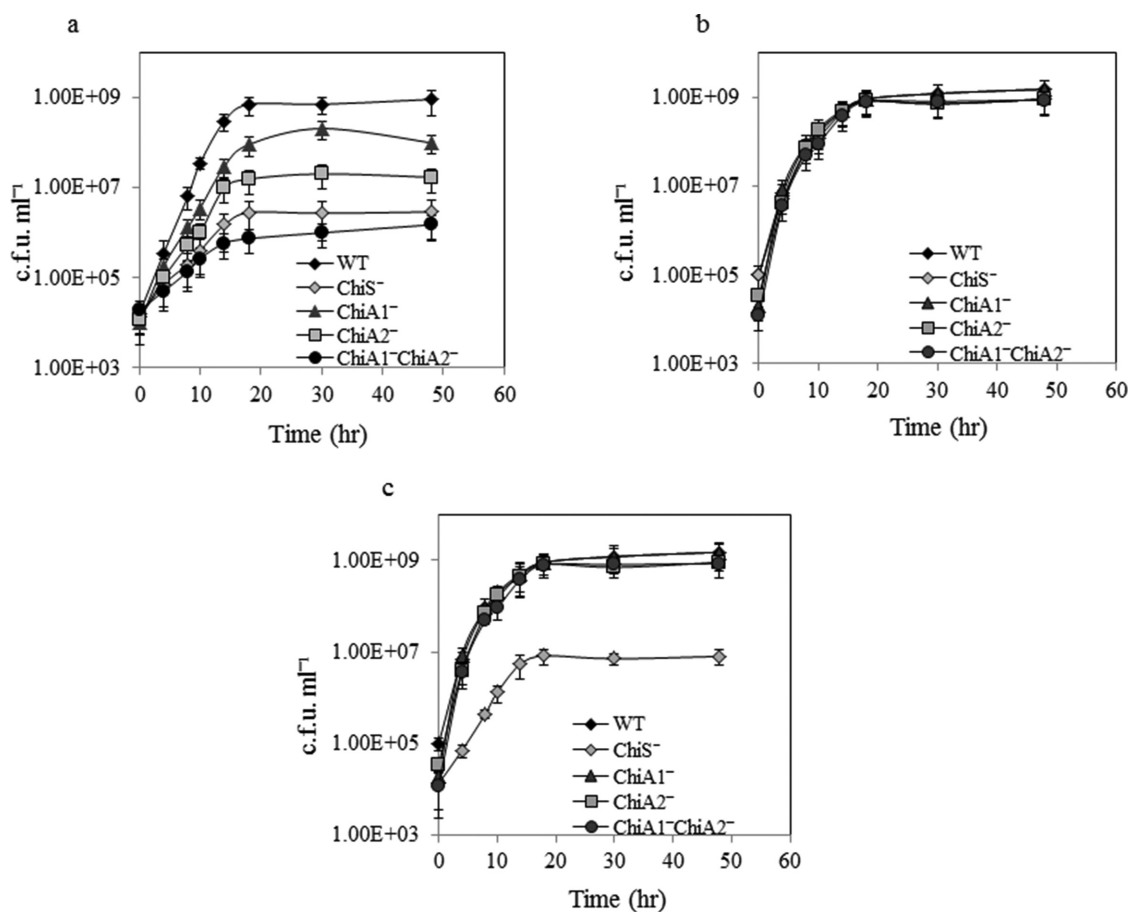 a
1.00E+09
1.00E+07
1.00E+05
1.00E+03
c.f.u. ml⁻¹
WT
ChiS⁻
ChiA1⁻
ChiA2⁻
ChiA1⁻ChiA2⁻
0 10 20 30 40 50 60
Time (hr)
b
1.00E+09
1.00E+07
1.00E+05
1.00E+03
c.f.u. ml⁻¹
WT
ChiS⁻
ChiA1⁻
ChiA2⁻
ChiA1⁻ChiA2⁻
0 10 20 30 40 50 60
Time (hr)
c
1.00E+09
1.00E+07
1.00E+05
1.00E+03
c.f.u. ml⁻¹
WT
ChiS⁻
ChiA1⁻
ChiA2⁻
ChiA1⁻ChiA2⁻
0 10 20 30 40 50 60
Time (hr)